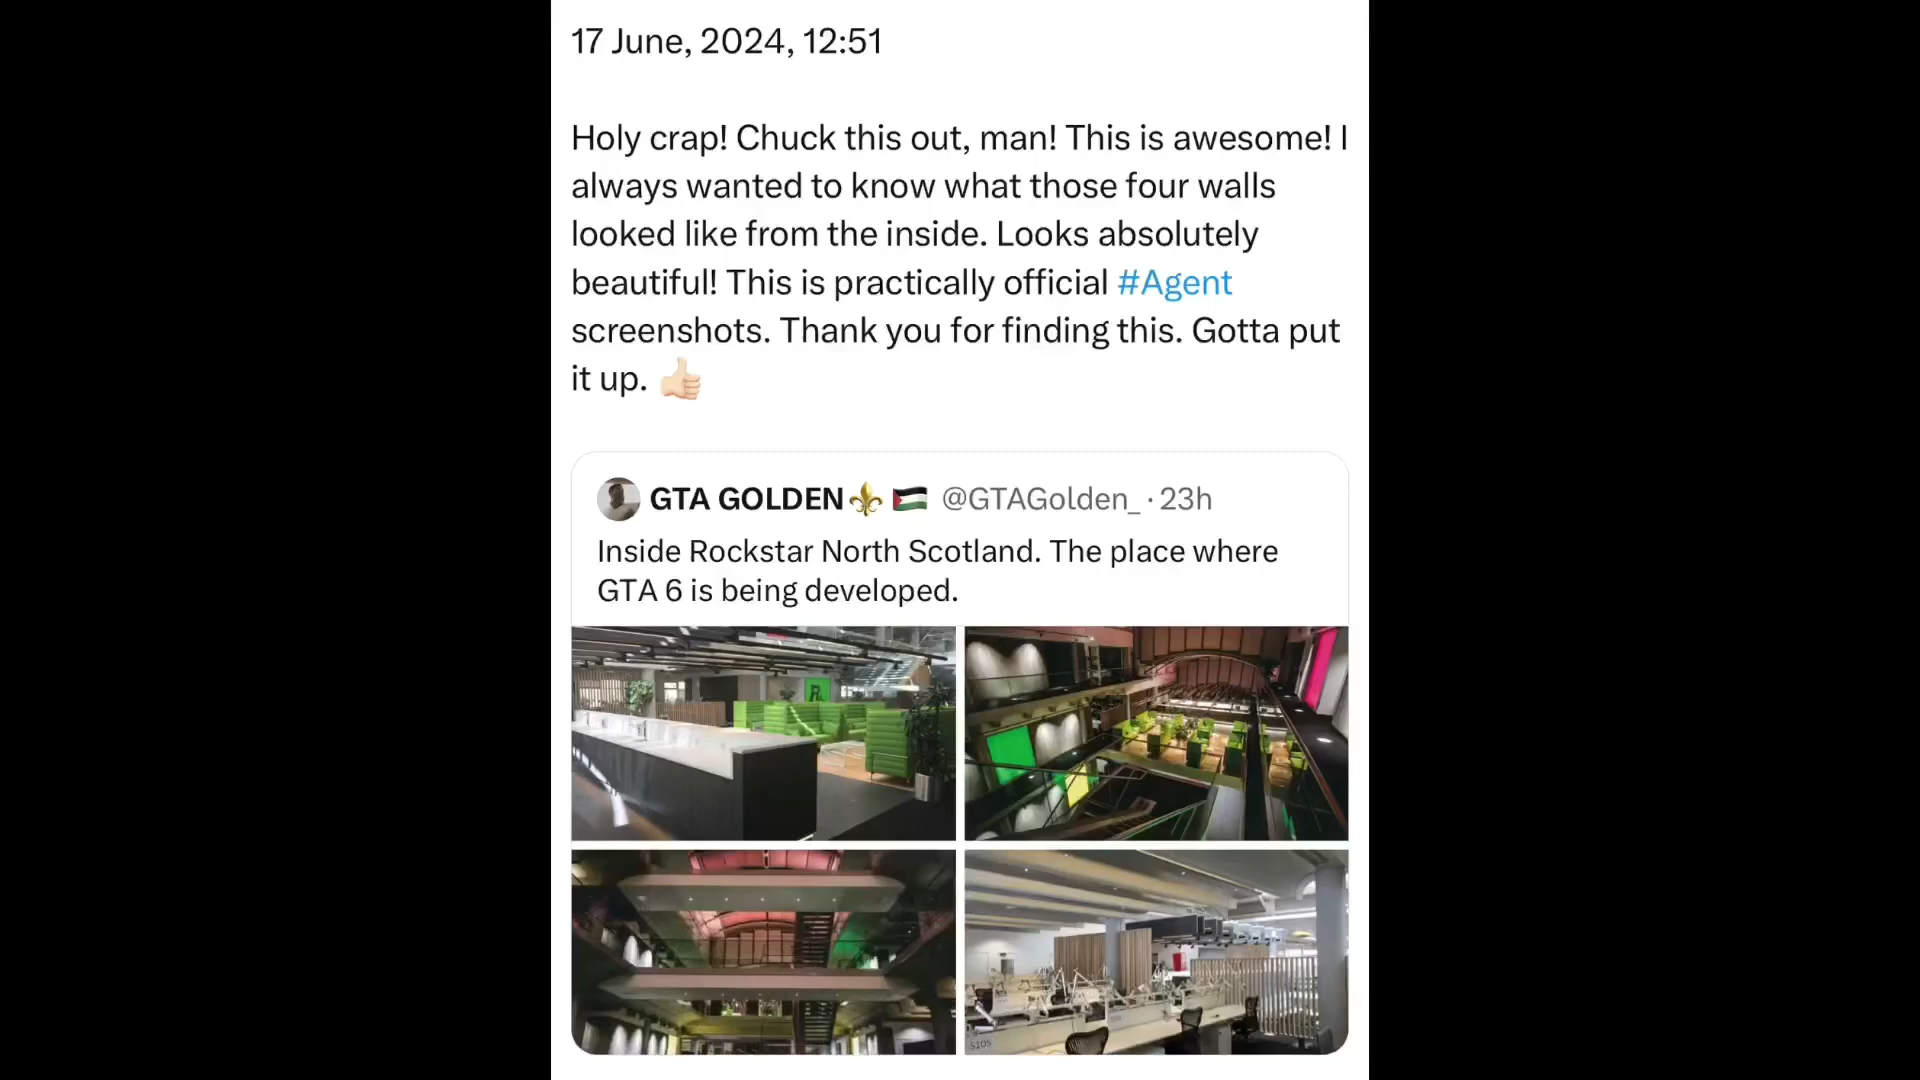 17 June, 2024, 12:51
Holy crap! Chuck this out, man! This is awesome! I
always wanted to know what those four walls
looked like from the inside. Looks absolutely
beautiful! This is practically official #Agent
screenshots. Thank you for finding this. Gotta put
it up. 👍🏻
GTA GOLDEN⚜️🇵🇸 @GTAGolden_ · 23h
Inside Rockstar North Scotland. The place where
GTA 6 is being developed.
R
S105